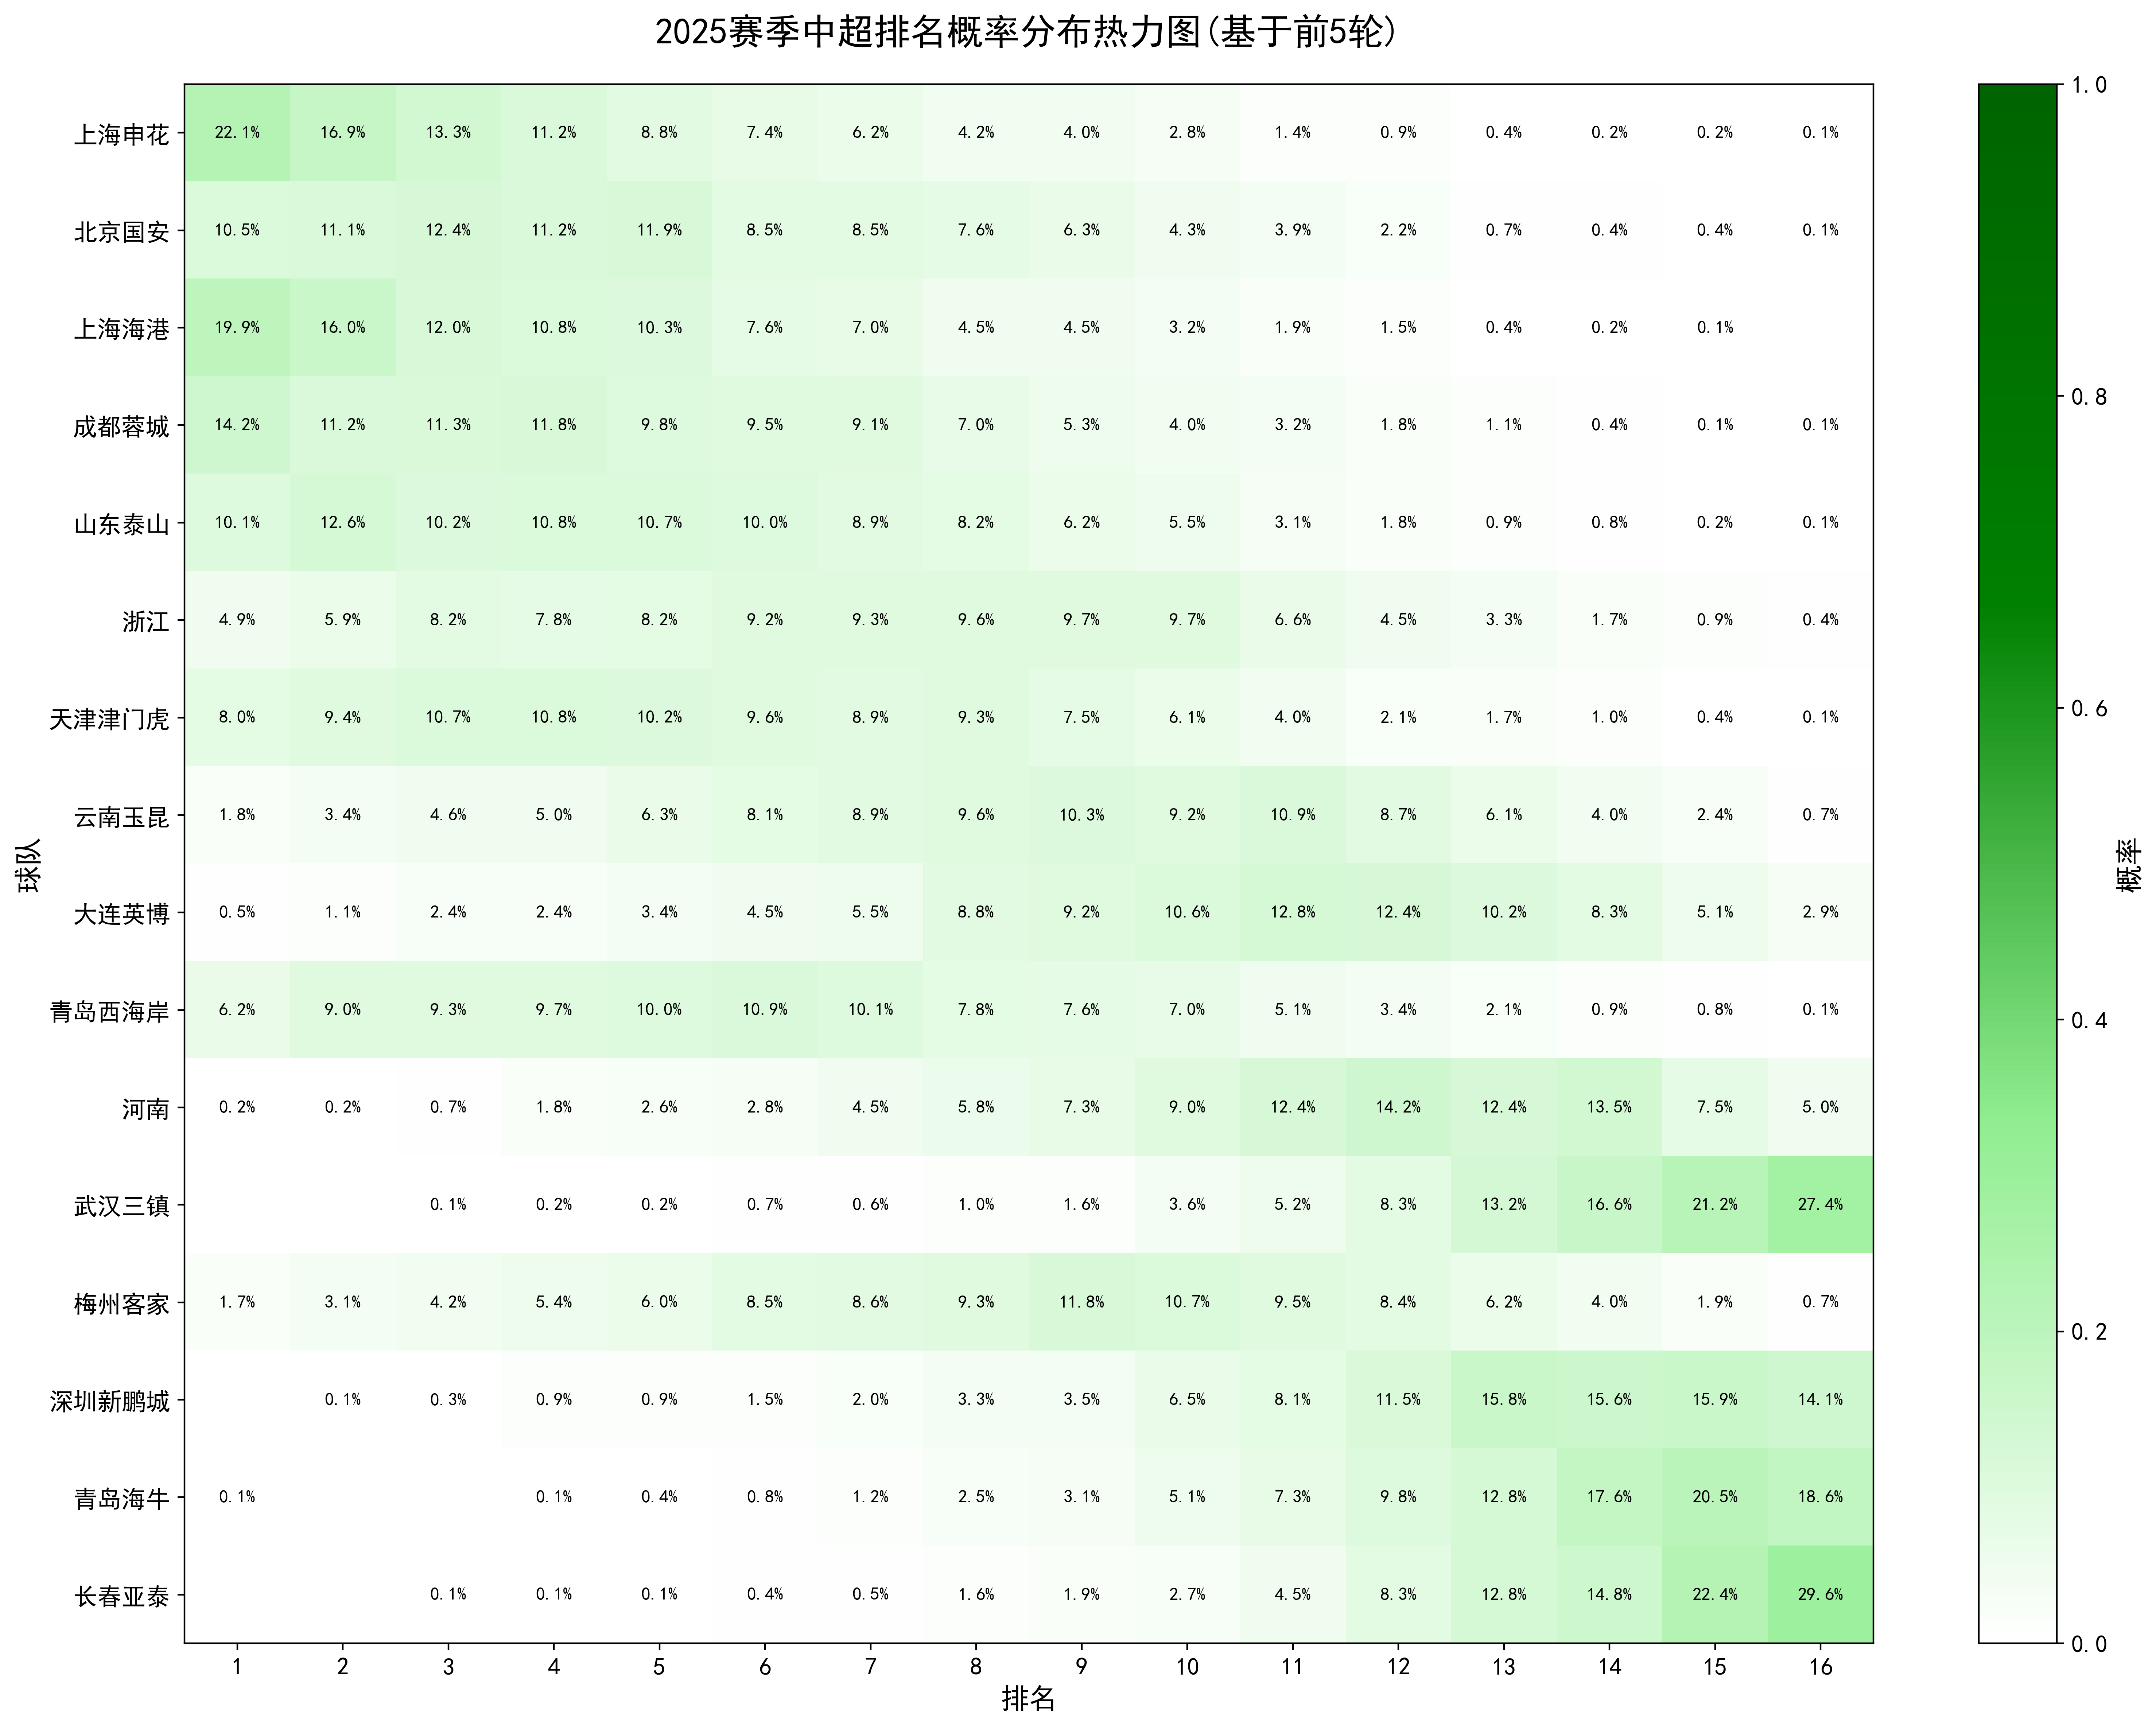 2025赛季中超排名概率分布热力图(基于前5轮)
上海申花 22.1% 16.9% 13.3% 11.2% 8.8% 7.4% 6.2% 4.2% 4.0% 2.8% 1.4% 0.9% 0.4% 0.2% 0.2% 0.1%
北京国安 10.5% 11.1% 12.4% 11.2% 11.9% 8.5% 8.5% 7.6% 6.3% 4.3% 3.9% 2.2% 0.7% 0.4% 0.4% 0.1%
上海海港 19.9% 16.0% 12.0% 10.8% 10.3% 7.6% 7.0% 4.5% 4.5% 3.2% 1.9% 1.5% 0.4% 0.2% 0.1%
成都蓉城 14.2% 11.2% 11.3% 11.8% 9.8% 9.5% 9.1% 7.0% 5.3% 4.0% 3.2% 1.8% 1.1% 0.4% 0.1% 0.1%
山东泰山 10.1% 12.6% 10.2% 10.8% 10.7% 10.0% 8.9% 8.2% 6.2% 5.5% 3.1% 1.8% 0.9% 0.8% 0.2% 0.1%
浙江 4.9% 5.9% 8.2% 7.8% 8.2% 9.2% 9.3% 9.6% 9.7% 9.7% 6.6% 4.5% 3.3% 1.7% 0.9% 0.4%
天津津门虎 8.0% 9.4% 10.7% 10.8% 10.2% 9.6% 8.9% 9.3% 7.5% 6.1% 4.0% 2.1% 1.7% 1.0% 0.4% 0.1%
云南玉昆 1.8% 3.4% 4.6% 5.0% 6.3% 8.1% 8.9% 9.6% 10.3% 9.2% 10.9% 8.7% 6.1% 4.0% 2.4% 0.7%
大连英博 0.5% 1.1% 2.4% 2.4% 3.4% 4.5% 5.5% 8.8% 9.2% 10.6% 12.8% 12.4% 10.2% 8.3% 5.1% 2.9%
青岛西海岸 6.2% 9.0% 9.3% 9.7% 10.0% 10.9% 10.1% 7.8% 7.6% 7.0% 5.1% 3.4% 2.1% 0.9% 0.8% 0.1%
河南 0.2% 0.2% 0.7% 1.8% 2.6% 2.8% 4.5% 5.8% 7.3% 9.0% 12.4% 14.2% 12.4% 13.5% 7.5% 5.0%
武汉三镇 0.1% 0.2% 0.2% 0.7% 0.6% 1.0% 1.6% 3.6% 5.2% 8.3% 13.2% 16.6% 21.2% 27.4%
梅州客家 1.7% 3.1% 4.2% 5.4% 6.0% 8.5% 8.6% 9.3% 11.8% 10.7% 9.5% 8.4% 6.2% 4.0% 1.9% 0.7%
深圳新鹏城 0.1% 0.3% 0.9% 0.9% 1.5% 2.0% 3.3% 3.5% 6.5% 8.1% 11.5% 15.8% 15.6% 15.9% 14.1%
青岛海牛 0.1% 0.1% 0.4% 0.8% 1.2% 2.5% 3.1% 5.1% 7.3% 9.8% 12.8% 17.6% 20.5% 18.6%
长春亚泰 0.1% 0.1% 0.1% 0.4% 0.5% 1.6% 1.9% 2.7% 4.5% 8.3% 12.8% 14.8% 22.4% 29.6%
1 2 3 4 5 6 7 8 9 10 11 12 13 14 15 16
排名
球队
1.0
0.8
0.6
0.4
0.2
0.0
概率